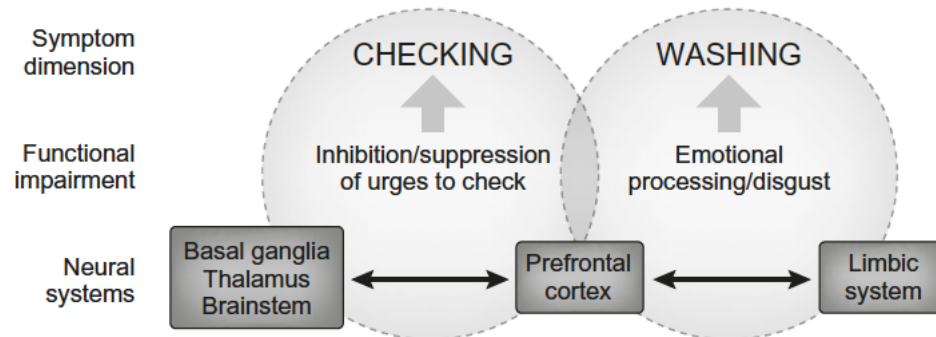 Symptom
dimension
CHECKING
WASHING
Functional
impairment
Inhibition/suppression
of urges to check
Emotional
processing/disgust
Neural
systems
Basal ganglia
Thalamus
Brainstem
Prefrontal
cortex
Limbic
system